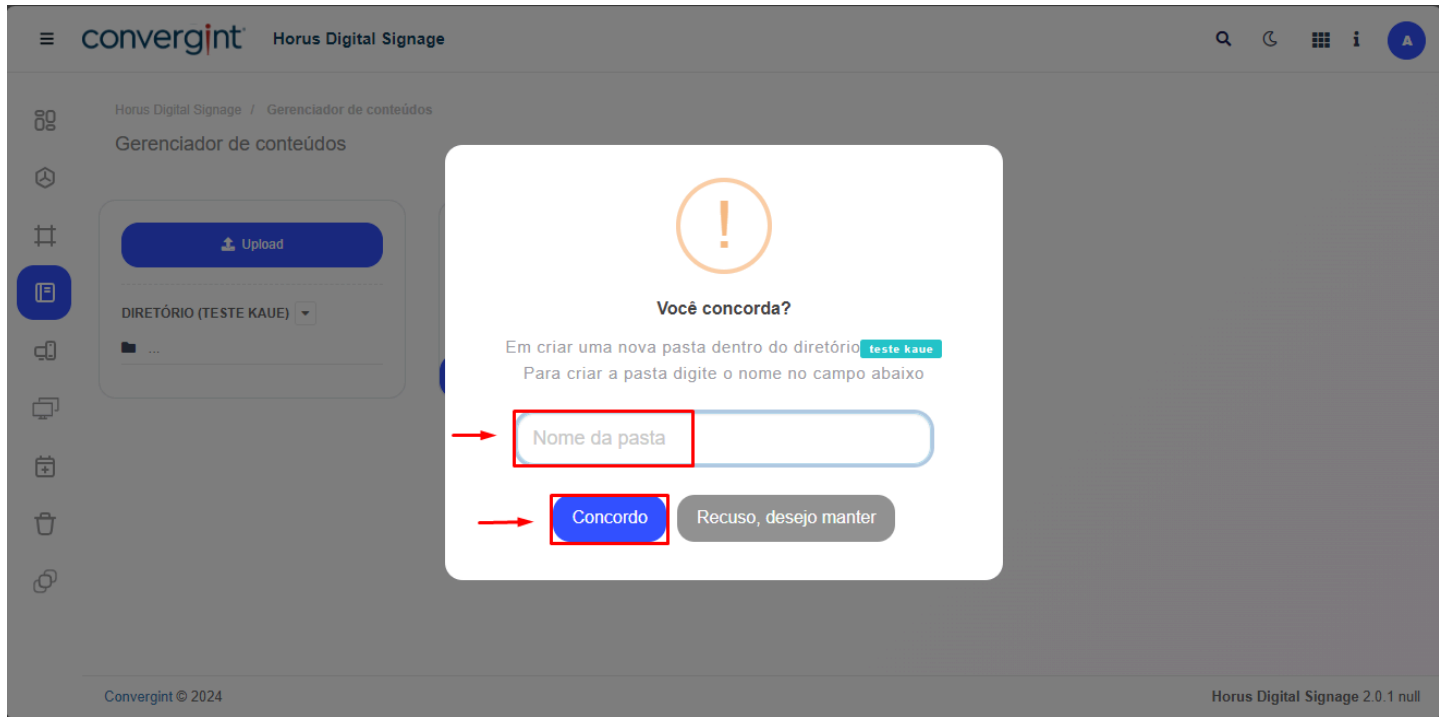 convergint Horus Digital Signage
A
Horus Digital Signage / Gerenciador de conteúdos
Gerenciador de conteúdos
Upload
DIRETÓRIO (TESTE KAUE)
...
Você concorda?
Em criar uma nova pasta dentro do diretório teste kaue
Para criar a pasta digite o nome no campo abaixo
Nome da pasta
Concordo Recuso, desejo manter
Convergint © 2024 Horus Digital Signage 2.0.1 null